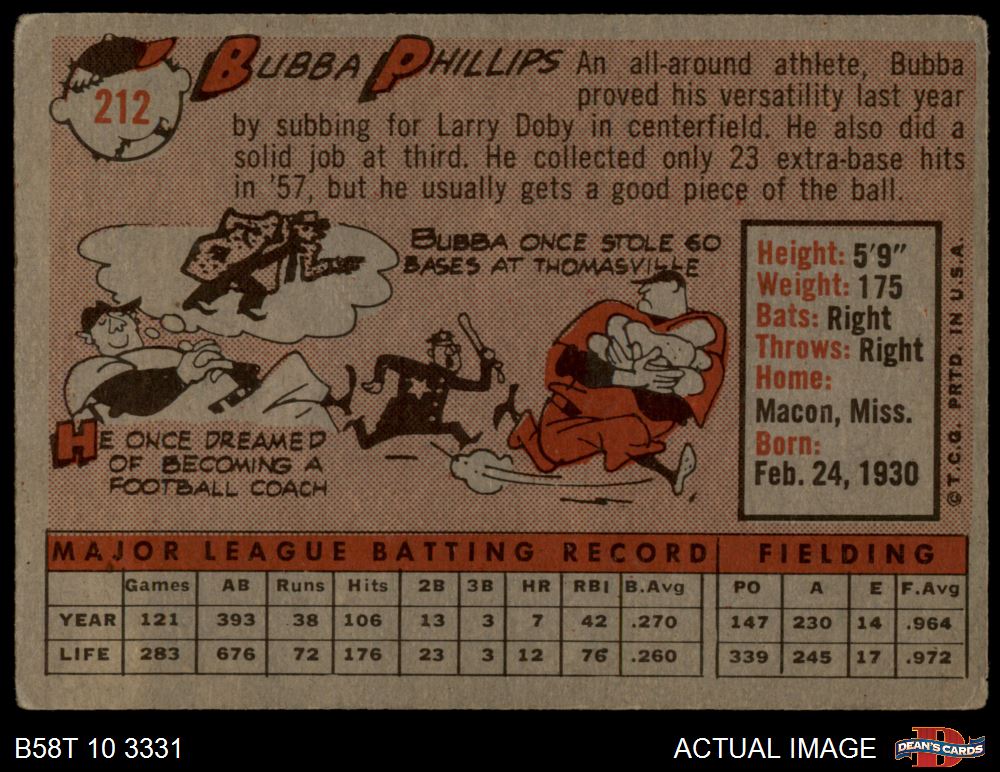 212
BUBBA PHILLIPS An all-around athlete, Bubba
proved his versatility last year
by subbing for Larry Doby in centerfield. He also did a
solid job at third. He collected only 23 extra-base hits
in '57, but he usually gets a good piece of the ball.
BUBBA ONCE STOLE 60
BASES AT THOMASVILLE
HE ONCE DREAMED
OF BECOMING A
FOOTBALL COACH
Height: 5'9"
Weight: 175
Bats: Right
Throws: Right
Home:
Macon, Miss.
Born:
Feb. 24, 1930
© T.C.G. PRTD. IN U.S.A.
MAJOR LEAGUE BATTING RECORD FIELDING
Games AB Runs Hits 2B 3B HR RBI B.Avg PO A E F.Avg
YEAR 121 393 38 106 13 3 7 42 .270 147 230 14 .964
LIFE 283 676 72 176 23 3 12 76 .260 339 245 17 .972
B58T 10 3331
ACTUAL IMAGE
D
DEAN'S CARDS